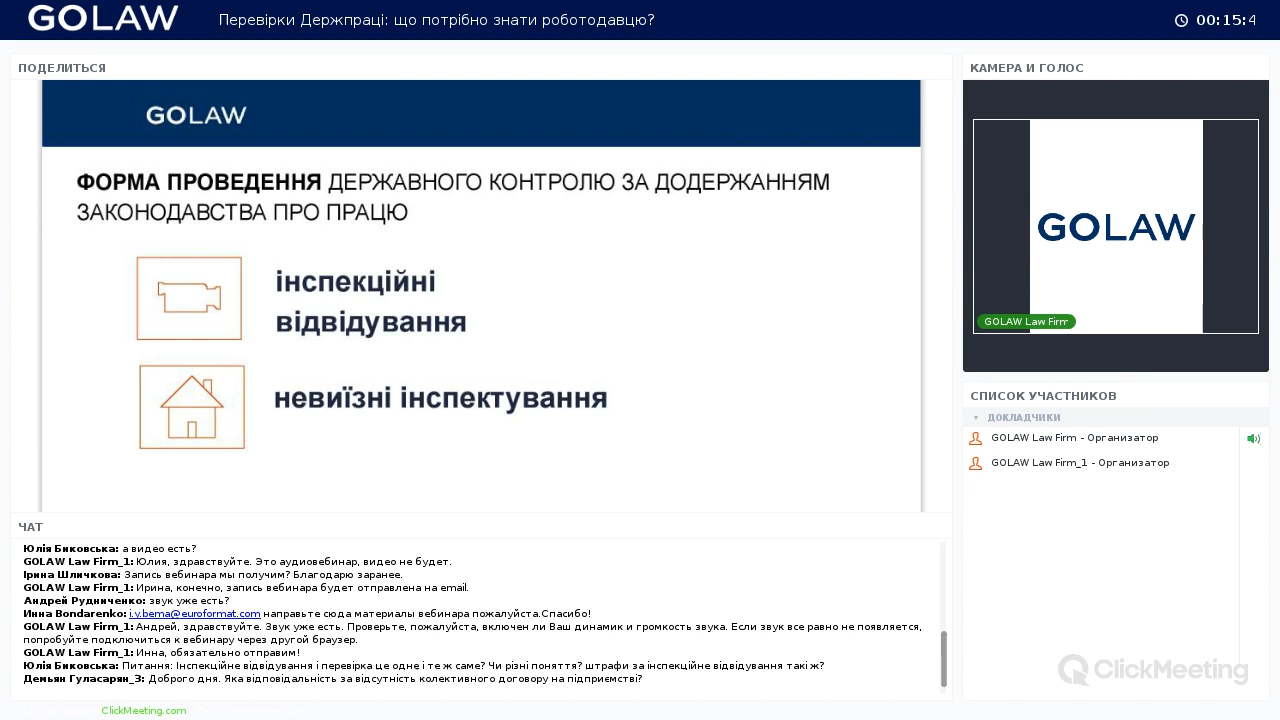 GOLAW
Перевірки Держпраці: що потрібно знати роботодавцю?
00:15:4
ПОДЕЛИТЬСЯ
GOLAW
ФОРМА ПРОВЕДЕННЯ ДЕРЖАВНОГО КОНТРОЛЮ ЗА ДОДЕРЖАННЯМ
ЗАКОНОДАВСТВА ПРО ПРАЦЮ
інспекційні
відвідування
невиїзні інспектування
ЧАТ
Юлія Биковська: а видео есть?
GOLAW Law Firm_1: Юлия, здравствуйте. Это аудиовебинар, видео не будет.
Ірина Шличкова: Запись вебинара мы получим? Благодарю заранее.
GOLAW Law Firm_1: Ирина, конечно, запись вебинара будет отправлена на email.
Андрей Рудниченко: звук уже есть?
Инна Bondarenko: i.y.bema@euroformat.com направьте сюда материалы вебинара пожалуйста.Спасибо!
GOLAW Law Firm_1: Андрей, здравствуйте. Звук уже есть. Проверьте, пожалуйста, включен ли Ваш динамик и громкость звука. Если звук все равно не появляется,
попробуйте подключиться к вебинару через другой браузер.
GOLAW Law Firm_1: Инна, обязательно отправим!
Юлія Биковська: Питання: Інспекційне відвідування і перевірка це одне і те ж саме? Чи різні поняття? штрафи за інспекційне відвідування такі ж?
Демьян Гуласарян_3: Доброго дня. Яка відповідальність за відсутність колективного договору на підприємстві?
КАМЕРА И ГОЛОС
GOLAW
GOLAW Law Firm
СПИСОК УЧАСТНИКОВ
ДОКЛАДЧИКИ
GOLAW Law Firm - Организатор
GOLAW Law Firm_1 - Организатор
ClickMeeting
ClickMeeting.com